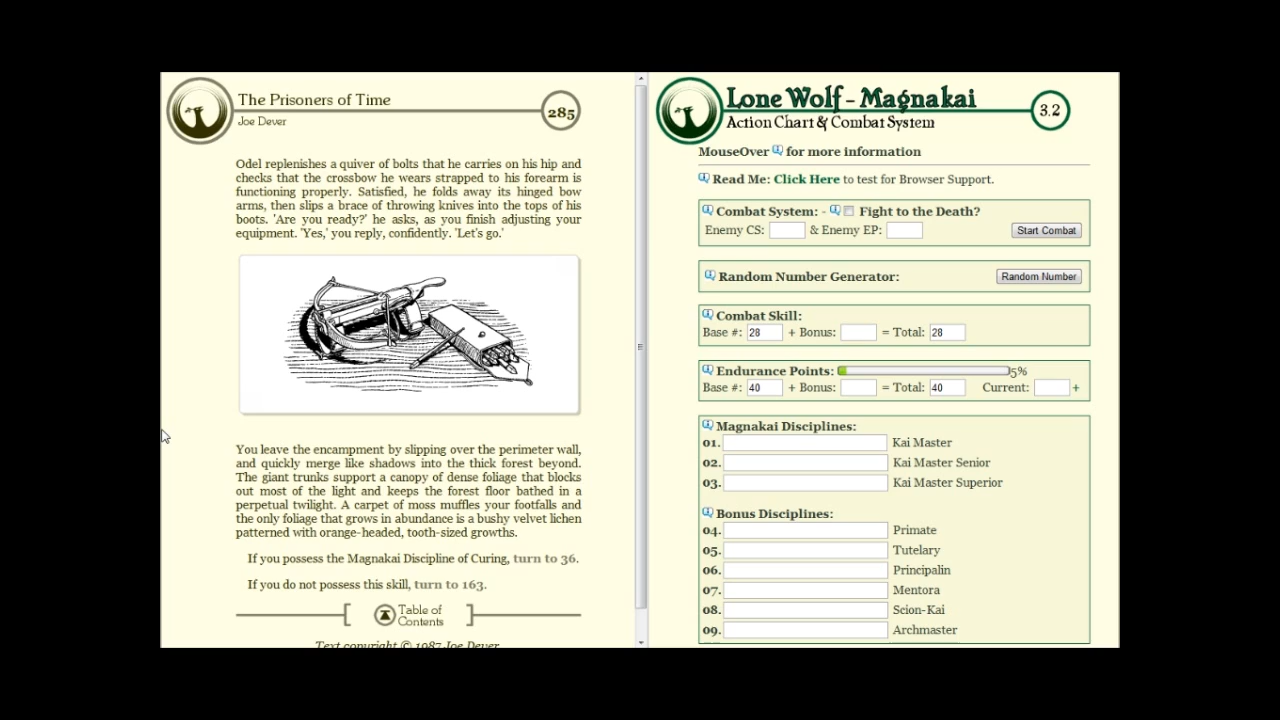 The Prisoners of Time
Joe Dever
285
Odel replenishes a quiver of bolts that he carries on his hip and
checks that the crossbow he wears strapped to his forearm is
functioning properly. Satisfied, he folds away its hinged bow
arms, then slips a brace of throwing knives into the tops of his
boots. 'Are you ready?' he asks, as you finish adjusting your
equipment. 'Yes,' you reply, confidently. 'Let's go.'
You leave the encampment by slipping over the perimeter wall,
and quickly merge like shadows into the thick forest beyond.
The giant trunks support a canopy of dense foliage that blocks
out most of the light and keeps the forest floor bathed in a
perpetual twilight. A carpet of moss muffles your footfalls and
the only foliage that grows in abundance is a bushy velvet lichen
patterned with orange-headed, tooth-sized growths.
If you possess the Magnakai Discipline of Curing, turn to 36.
If you do not possess this skill, turn to 163.
Table of
Contents
Text copyright © 1987 Joe Dever.
Lone Wolf - Magnakai
Action Chart & Combat System
3.2
MouseOver for more information
Read Me: Click Here to test for Browser Support.
Combat System: - Fight to the Death?
Enemy CS: & Enemy EP: Start Combat
Random Number Generator: Random Number
Combat Skill:
Base #: 28 + Bonus: = Total: 28
Endurance Points: 5%
Base #: 40 + Bonus: = Total: 40 Current: +
Magnakai Disciplines:
01. Kai Master
02. Kai Master Senior
03. Kai Master Superior
Bonus Disciplines:
04. Primate
05. Tutelary
06. Principalin
07. Mentora
08. Scion-Kai
09. Archmaster